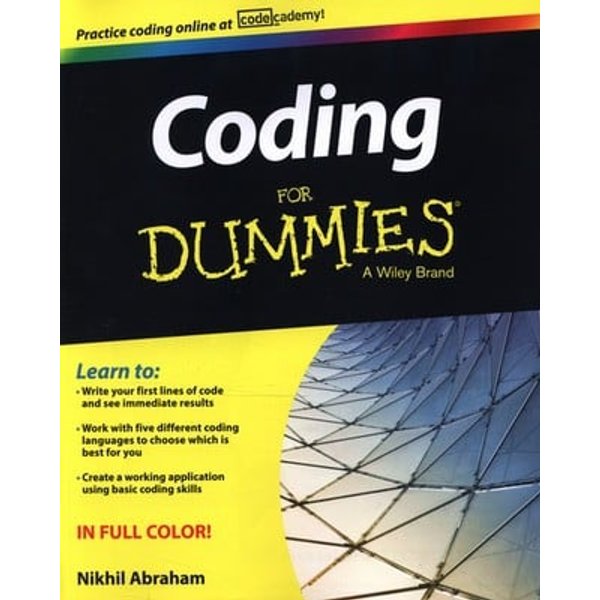 Practice coding online at codecademy!
Coding
FOR
DUMMIES®
A Wiley Brand
Learn to:
• Write your first lines of code
and see immediate results
• Work with five different coding
languages to choose which is
best for you
• Create a working application
using basic coding skills
IN FULL COLOR!
Nikhil Abraham